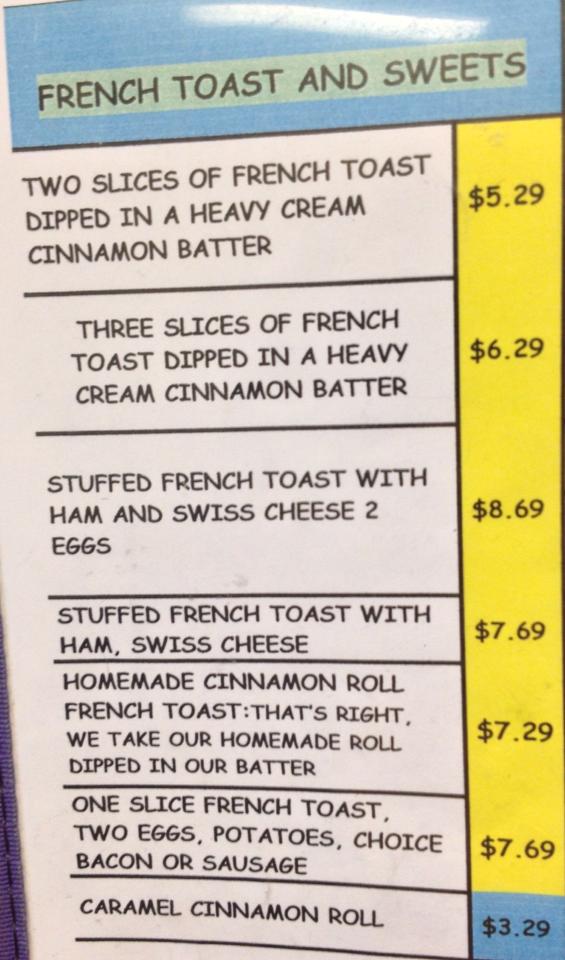 FRENCH TOAST AND SWEETS
TWO SLICES OF FRENCH TOAST
DIPPED IN A HEAVY CREAM
CINNAMON BATTER
$5.29
THREE SLICES OF FRENCH
TOAST DIPPED IN A HEAVY
CREAM CINNAMON BATTER
$6.29
STUFFED FRENCH TOAST WITH
HAM AND SWISS CHEESE 2
EGGS
$8.69
STUFFED FRENCH TOAST WITH
HAM, SWISS CHEESE
$7.69
HOMEMADE CINNAMON ROLL
FRENCH TOAST:THAT'S RIGHT,
WE TAKE OUR HOMEMADE ROLL
DIPPED IN OUR BATTER
$7.29
ONE SLICE FRENCH TOAST,
TWO EGGS, POTATOES, CHOICE
BACON OR SAUSAGE
$7.69
CARAMEL CINNAMON ROLL
$3.29